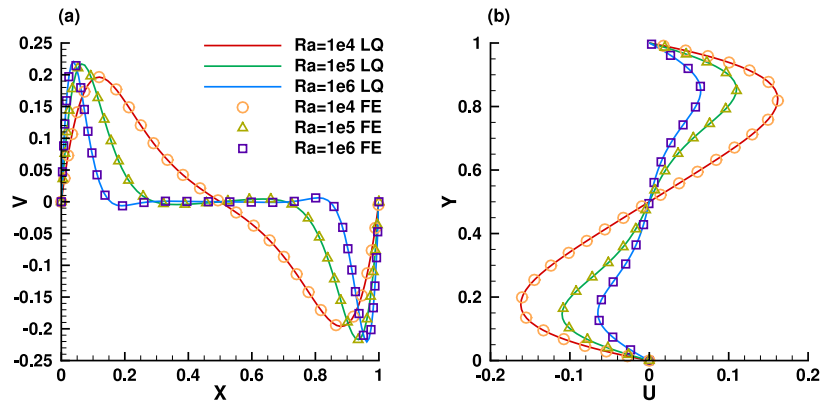 (a)
0.25
0.2
0.15
0.1
0.05
0
-0.05
-0.1
-0.15
-0.2
-0.25
V
0
0.2
0.4
0.6
0.8
1
X
Ra=1e4 LQ
Ra=1e5 LQ
Ra=1e6 LQ
Ra=1e4 FE
Ra=1e5 FE
Ra=1e6 FE
(b)
1
0.8
0.6
0.4
0.2
0
Y
-0.2
-0.1
0
0.1
0.2
U